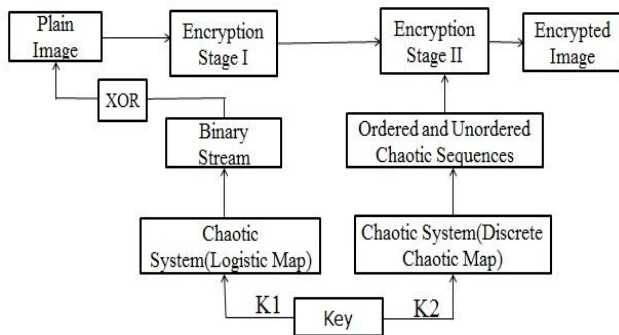 Plain
Image
Encryption
Stage I
Encryption
Stage II
Encrypted
Image
XOR
Binary
Stream
Ordered and Unordered
Chaotic Sequences
Chaotic
System(Logistic Map)
Chaotic System(Discrete
Chaotic Map)
K1
Key
K2